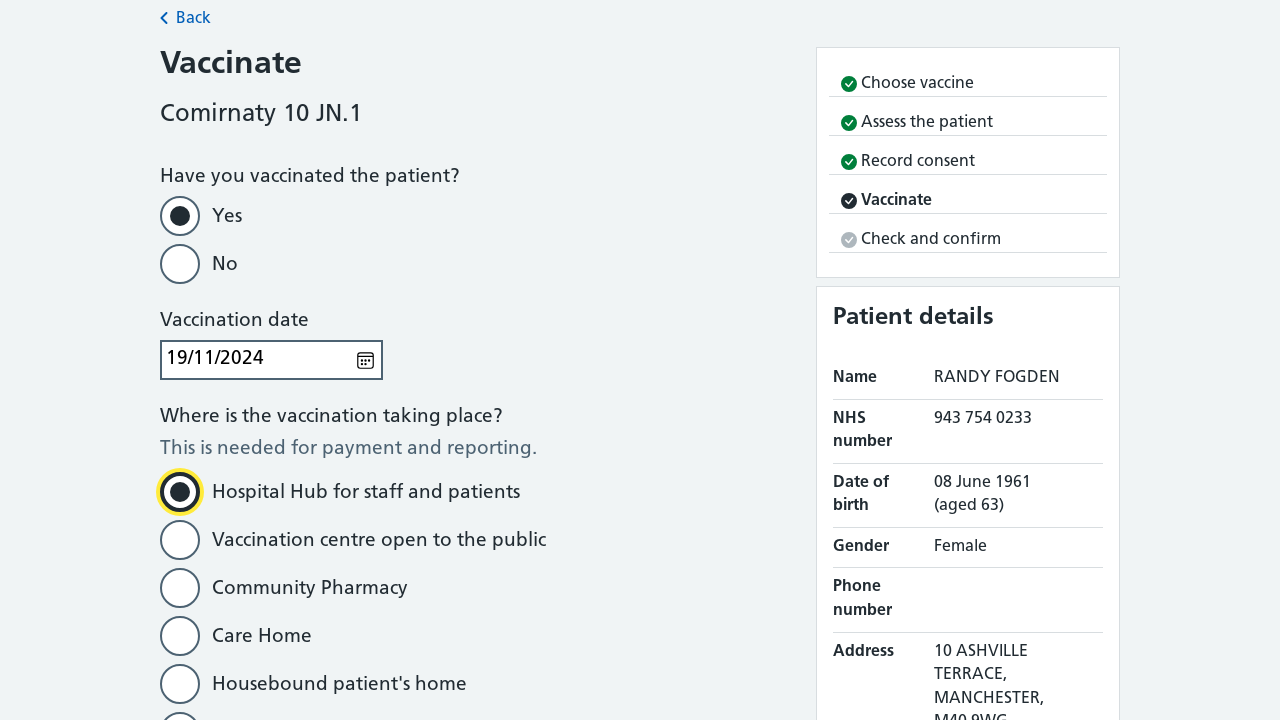 Back
Vaccinate
Comirnaty 10 JN.1
Have you vaccinated the patient?
Yes
No
Vaccination date
19/11/2024
Where is the vaccination taking place?
This is needed for payment and reporting.
Hospital Hub for staff and patients
Vaccination centre open to the public
Community Pharmacy
Care Home
Housebound patient's home
Choose vaccine
Assess the patient
Record consent
Vaccinate
Check and confirm
Patient details
Name RANDY FOGDEN
NHS 943 754 0233
number
Date of 08 June 1961
birth (aged 63)
Gender Female
Phone
number
Address 10 ASHVILLE
TERRACE,
MANCHESTER,
M40 9WG